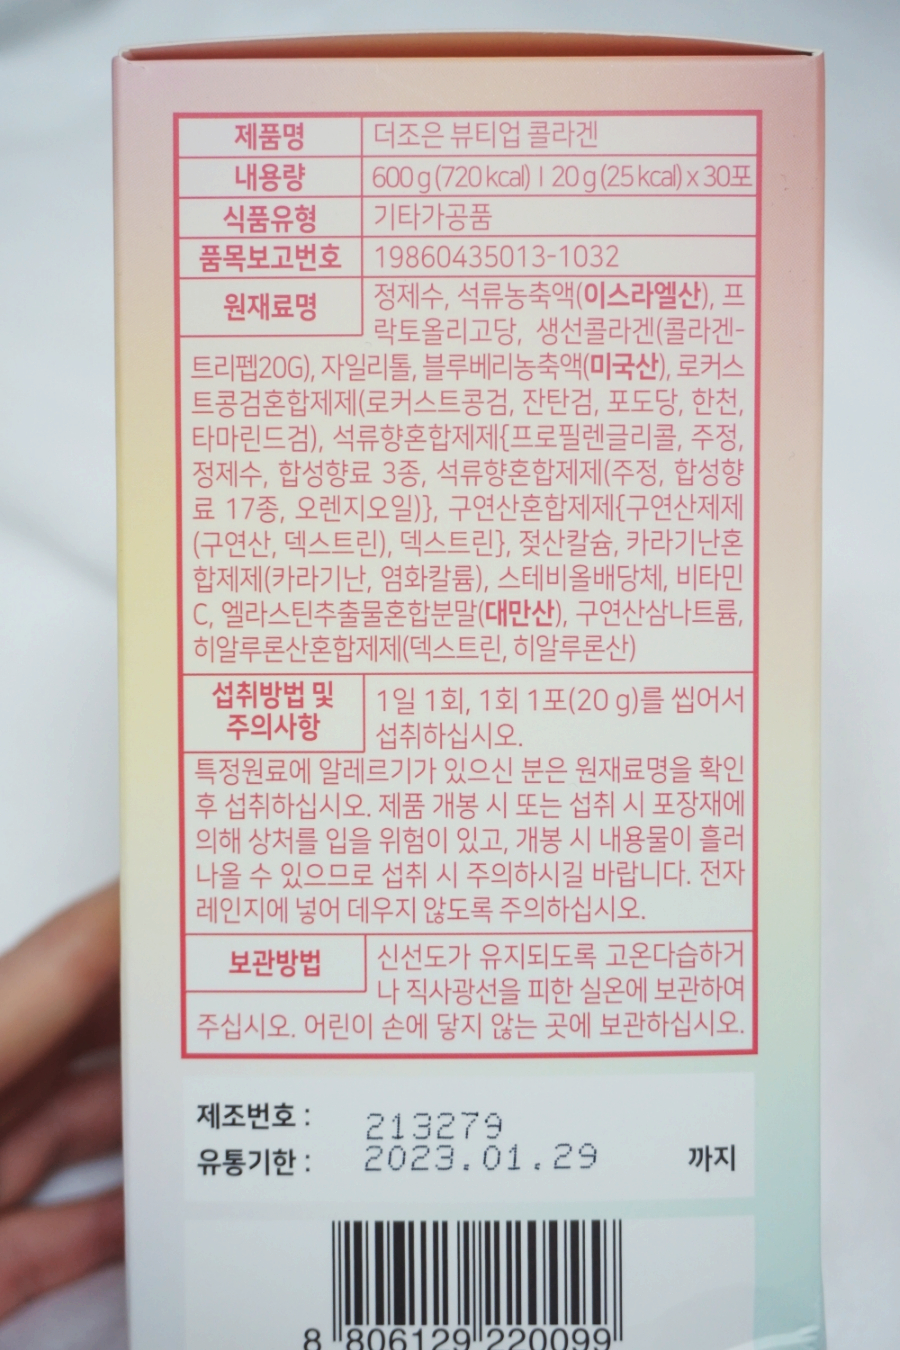 제품명 더조은 뷰티업 콜라겐
내용량 600 g (720 kcal) I 20 g (25 kcal) x 30포
식품유형 기타가공품
품목보고번호 19860435013-1032
원재료명 정제수, 석류농축액(이스라엘산), 프
락토올리고당, 생선콜라겐(콜라겐-
트리펩20G), 자일리톨, 블루베리농축액(미국산), 로커스
트콩검혼합제제(로커스트콩검, 잔탄검, 포도당, 한천,
타마린드검), 석류향혼합제제{프로필렌글리콜, 주정,
정제수, 합성향료 3종, 석류향혼합제제(주정, 합성향
료 17종, 오렌지오일)}, 구연산혼합제제{구연산제제
(구연산, 덱스트린), 덱스트린}, 젖산칼슘, 카라기난혼
합제제(카라기난, 염화칼륨), 스테비올배당체, 비타민
C, 엘라스틴추출물혼합분말(대만산), 구연산삼나트륨,
히알루론산혼합제제(덱스트린, 히알루론산)
섭취방법 및
주의사항
1일 1회, 1회 1포(20 g)를 씹어서
섭취하십시오.
특정원료에 알레르기가 있으신 분은 원재료명을 확인
후 섭취하십시오. 제품 개봉 시 또는 섭취 시 포장재에
의해 상처를 입을 위험이 있고, 개봉 시 내용물이 흘러
나올 수 있으므로 섭취 시 주의하시길 바랍니다. 전자
레인지에 넣어 데우지 않도록 주의하십시오.
보관방법 신선도가 유지되도록 고온다습하거
나 직사광선을 피한 실온에 보관하여
주십시오. 어린이 손에 닿지 않는 곳에 보관하십시오.
제조번호 : 213279
유통기한 : 2023.01.29 까지
8 806129 220099